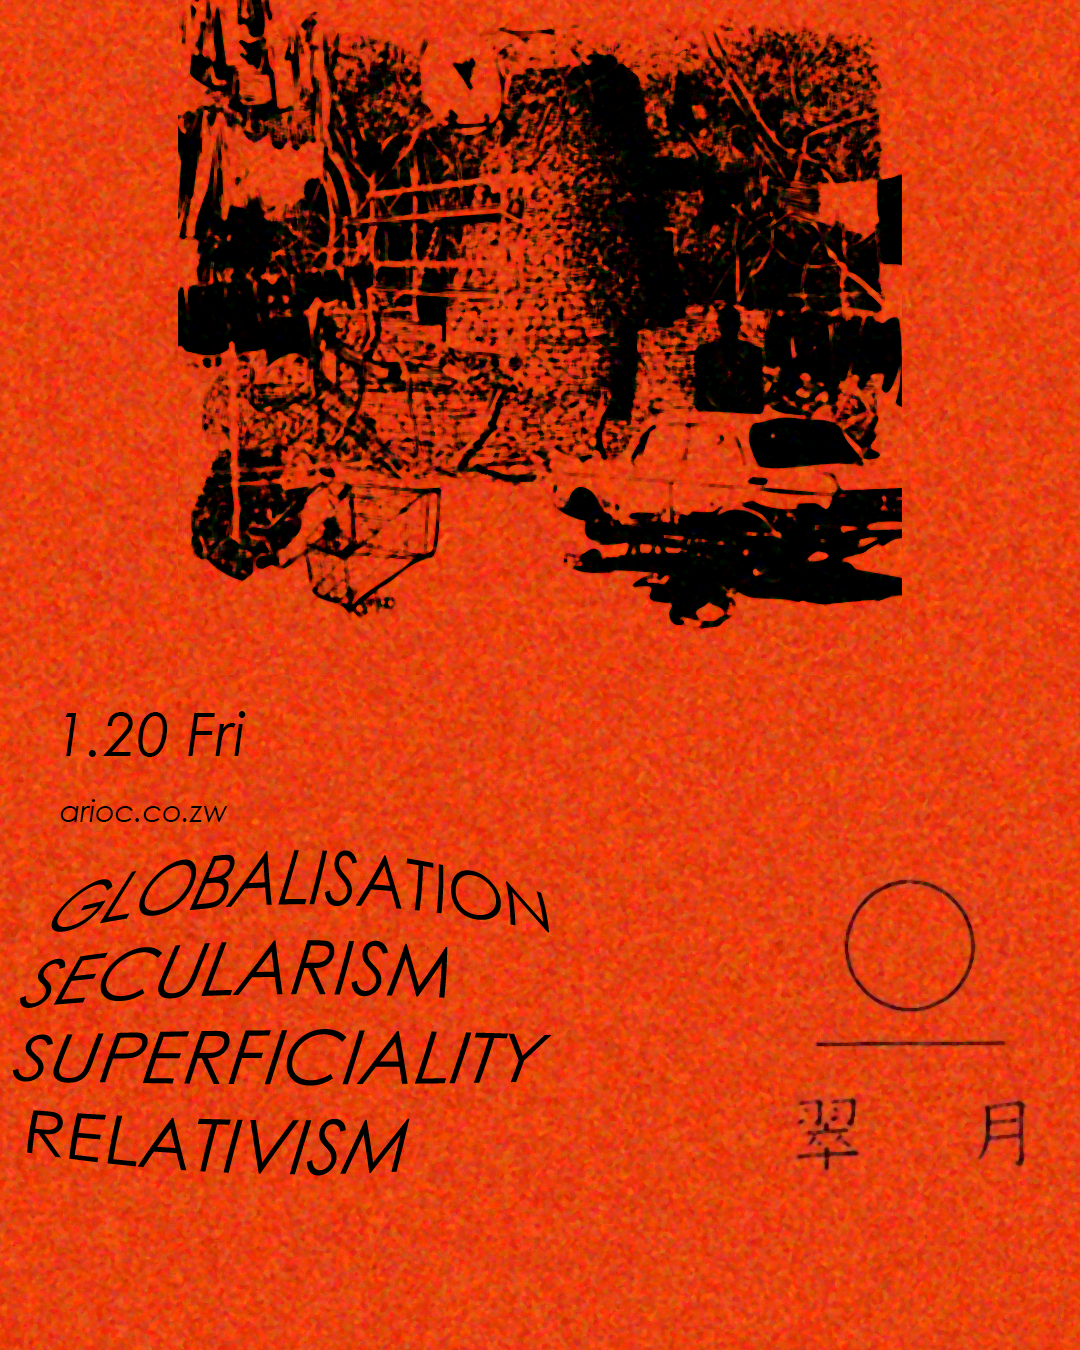 1.20 Fri
arioc.co.zw
GLOBALISATION
SECULARISM
SUPERFICIALITY
RELATIVISM
翠 月